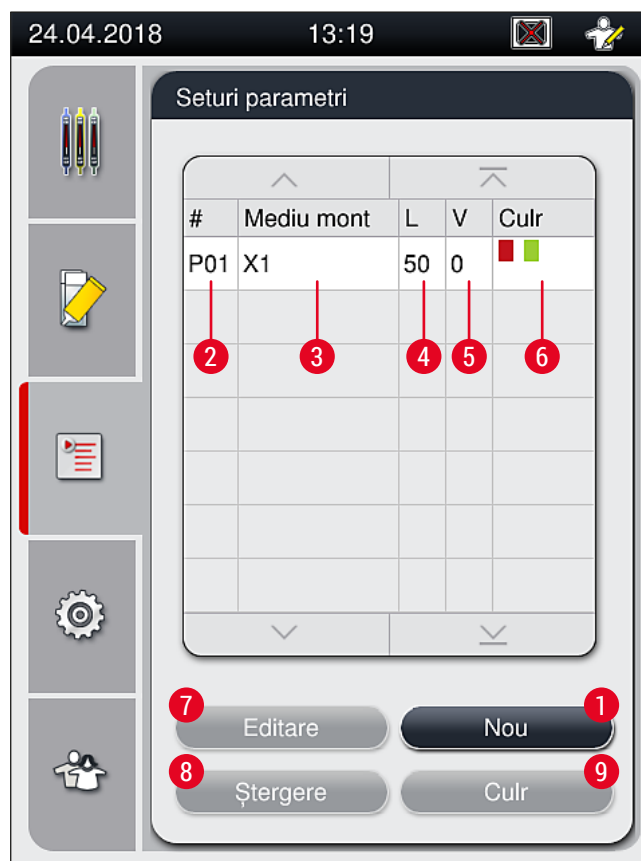 24.04.2018 13:19
Seturi parametri
# Mediu mont L V Culr
P01 X1 50 0
2 3 4 5 6
7 1
Editare Nou
8 9
Ștergere Culr